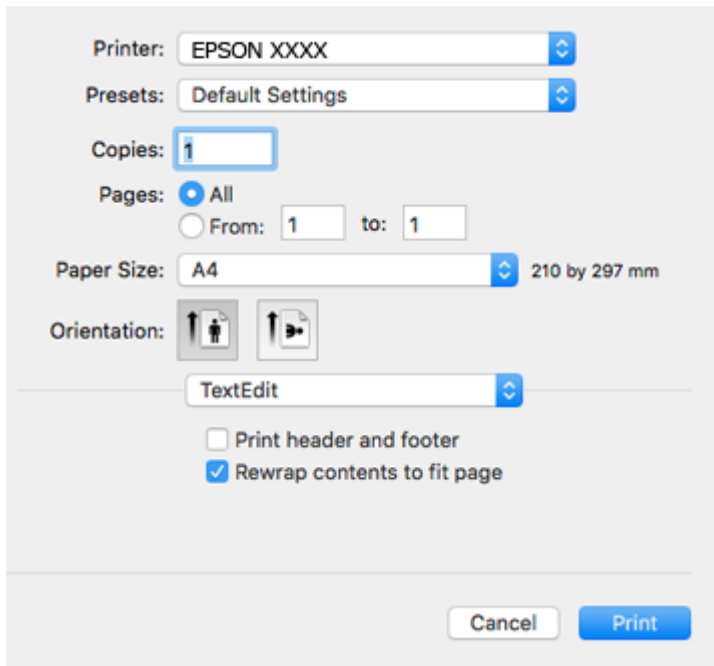 Printer: EPSON XXXX
Presets: Default Settings
Copies: 1
Pages: All
From: 1 to: 1
Paper Size: A4 210 by 297 mm
Orientation:
TextEdit
Print header and footer
Rewrap contents to fit page
Cancel Print